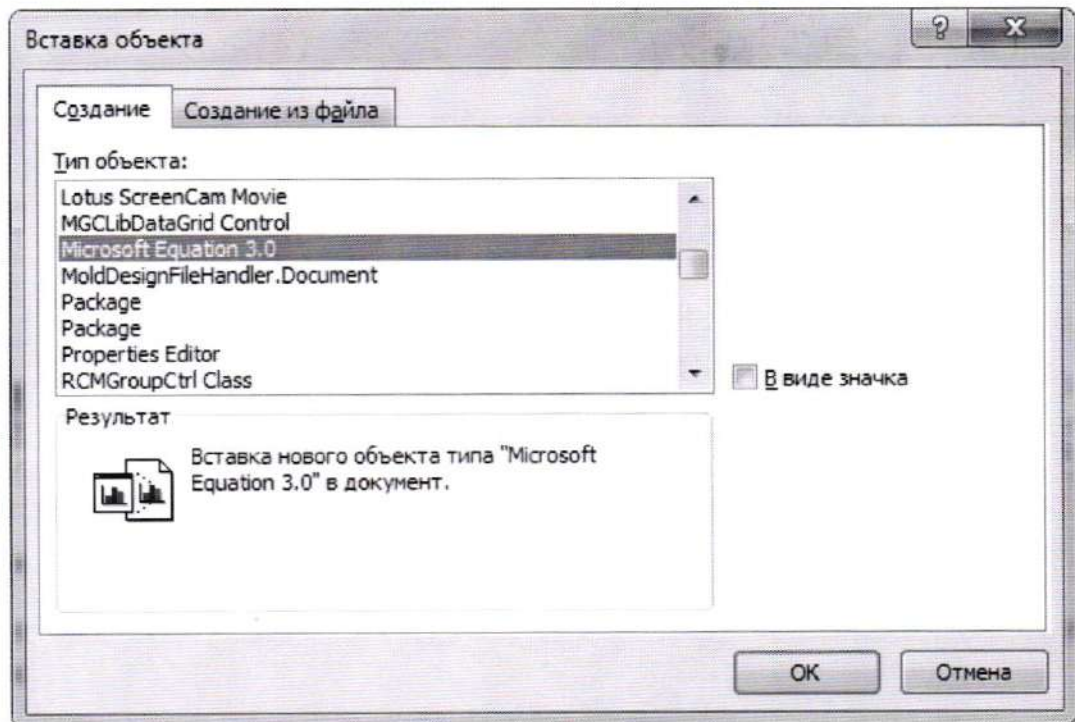 Вставка объекта
Создание
Создание из файла
Тип объекта:
Lotus ScreenCam Movie
MGCLibDataGrid Control
Microsoft Equation 3.0
MoldDesignFileHandler.Document
Package
Package
Properties Editor
RCMGroupCtrl Class
В виде значка
Результат
Вставка нового объекта типа "Microsoft
Equation 3.0" в документ.
OK
Отмена